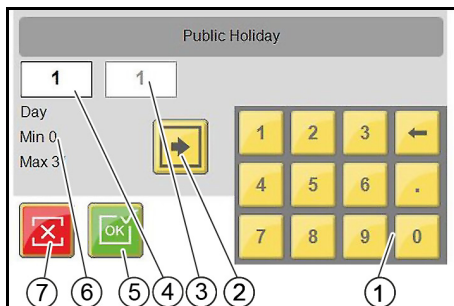 Public Holiday
1 1
Day
Min 0
Max 3
1 2 3 ←
4 5 6 .
7 8 9 0
OK
7 6 5 4 3 2 1